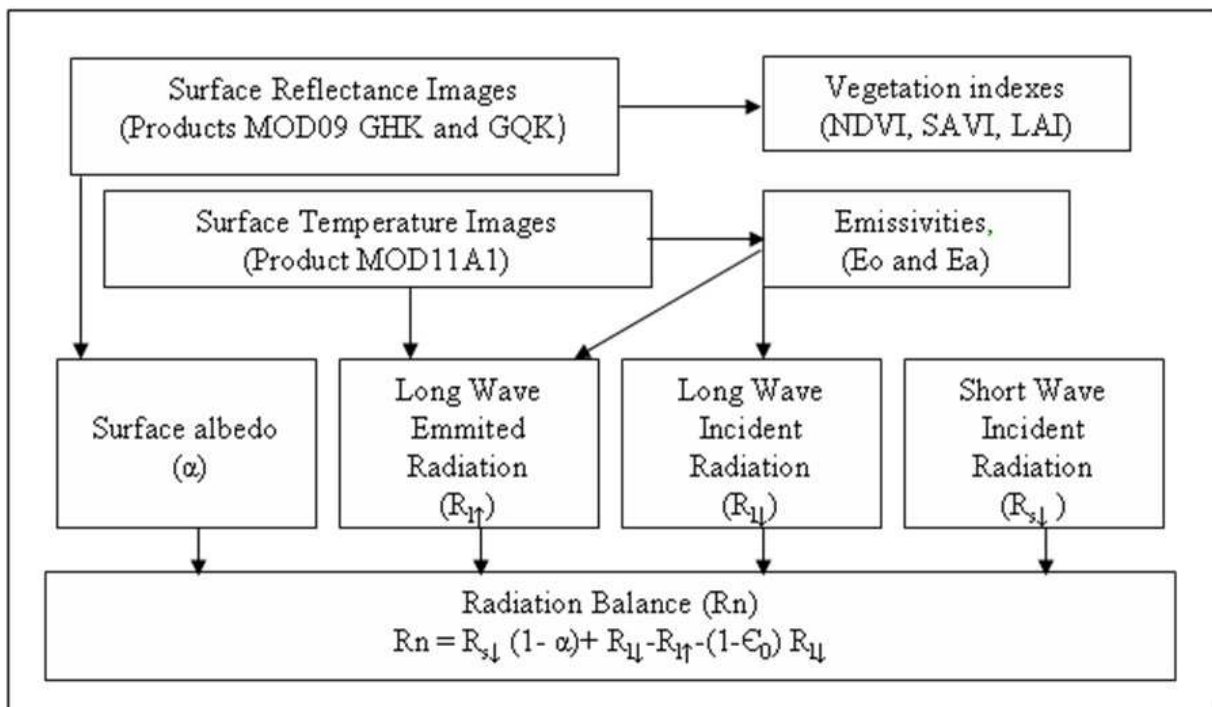 Surface Reflectance Images
(Products MOD09 GHK and GQK)
Vegetation indexes
(NDVI, SAVI, LAI)
Surface Temperature Images
(Product MOD11A1)
Emissivities,
(Eo and Ea)
Surface albedo
(α)
Long Wave
Emmited
Radiation
(Rl↑)
Long Wave
Incident
Radiation
(Rl↓)
Short Wave
Incident
Radiation
(Rs↓ )
Radiation Balance (Rn)
Rn = Rs↓ (1- α)+ Rl↓-Rl↑-(1-Є0) Rl↓